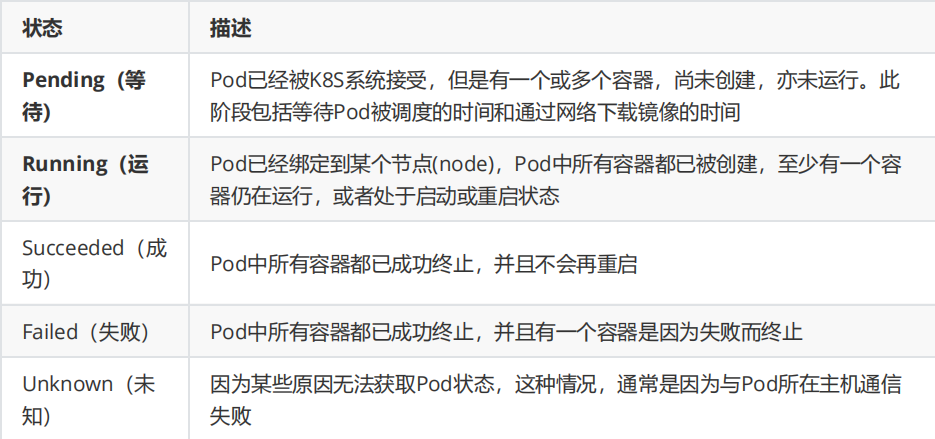 状态
描述
Pending（等
待）
Pod已经被K8S系统接受，但是有一个或多个容器，尚未创建，亦未运行。此
阶段包括等待Pod被调度的时间和通过网络下载镜像的时间
Running（运
行）
Pod已经绑定到某个节点(node)，Pod中所有容器都已被创建，至少有一个容
器仍在运行，或者处于启动或重启状态
Succeeded（成
功）
Pod中所有容器都已成功终止，并且不会再重启
Failed（失败）
Pod中所有容器都已成功终止，并且有一个容器是因为失败而终止
Unknown（未
知）
因为某些原因无法获取Pod状态，这种情况，通常是因为与Pod所在主机通信
失败